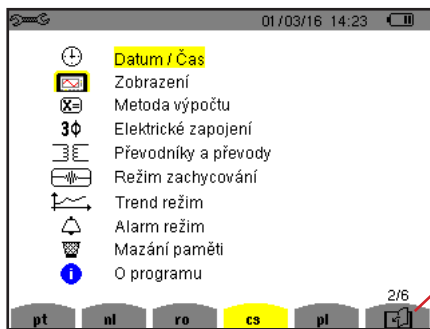 01/03/16 14:23
Datum / Čas
Zobrazení
X= Metoda výpočtu
3ϕ Elektrické zapojení
Převodníky a převody
Režim zachycování
Trend režim
Alarm režim
Mazání paměti
i O programu
2/6
pt nl ro cs pl